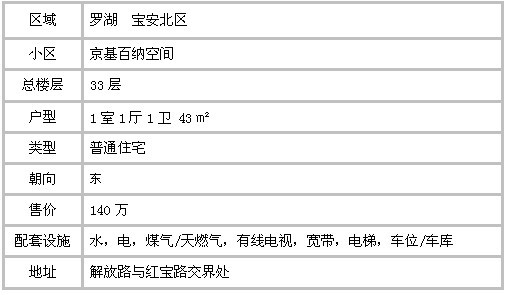 区域 罗湖 宝安北区
小区 京基百纳空间
总楼层 33 层
户型 1 室 1 厅 1 卫 43 ㎡
类型 普通住宅
朝向 东
售价 140 万
配套设施 水，电，煤气/天燃气，有线电视，宽带，电梯，车位/车库
地址 解放路与红宝路交界处